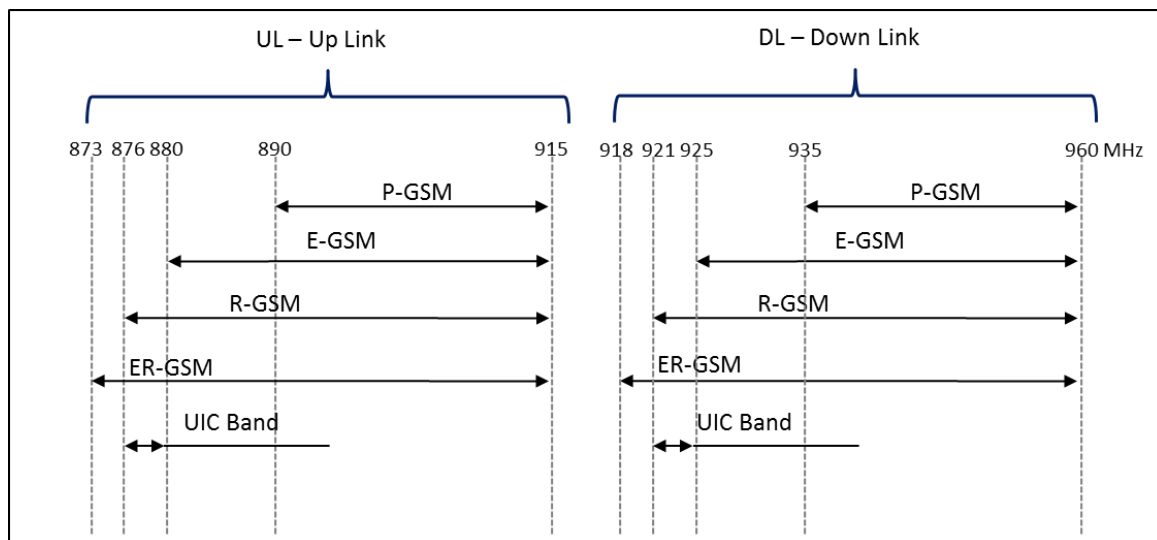 UL – Up Link DL – Down Link
873 876 880 890 915 918 921 925 935 960 MHz
P-GSM P-GSM
E-GSM E-GSM
R-GSM R-GSM
ER-GSM ER-GSM
UIC Band UIC Band